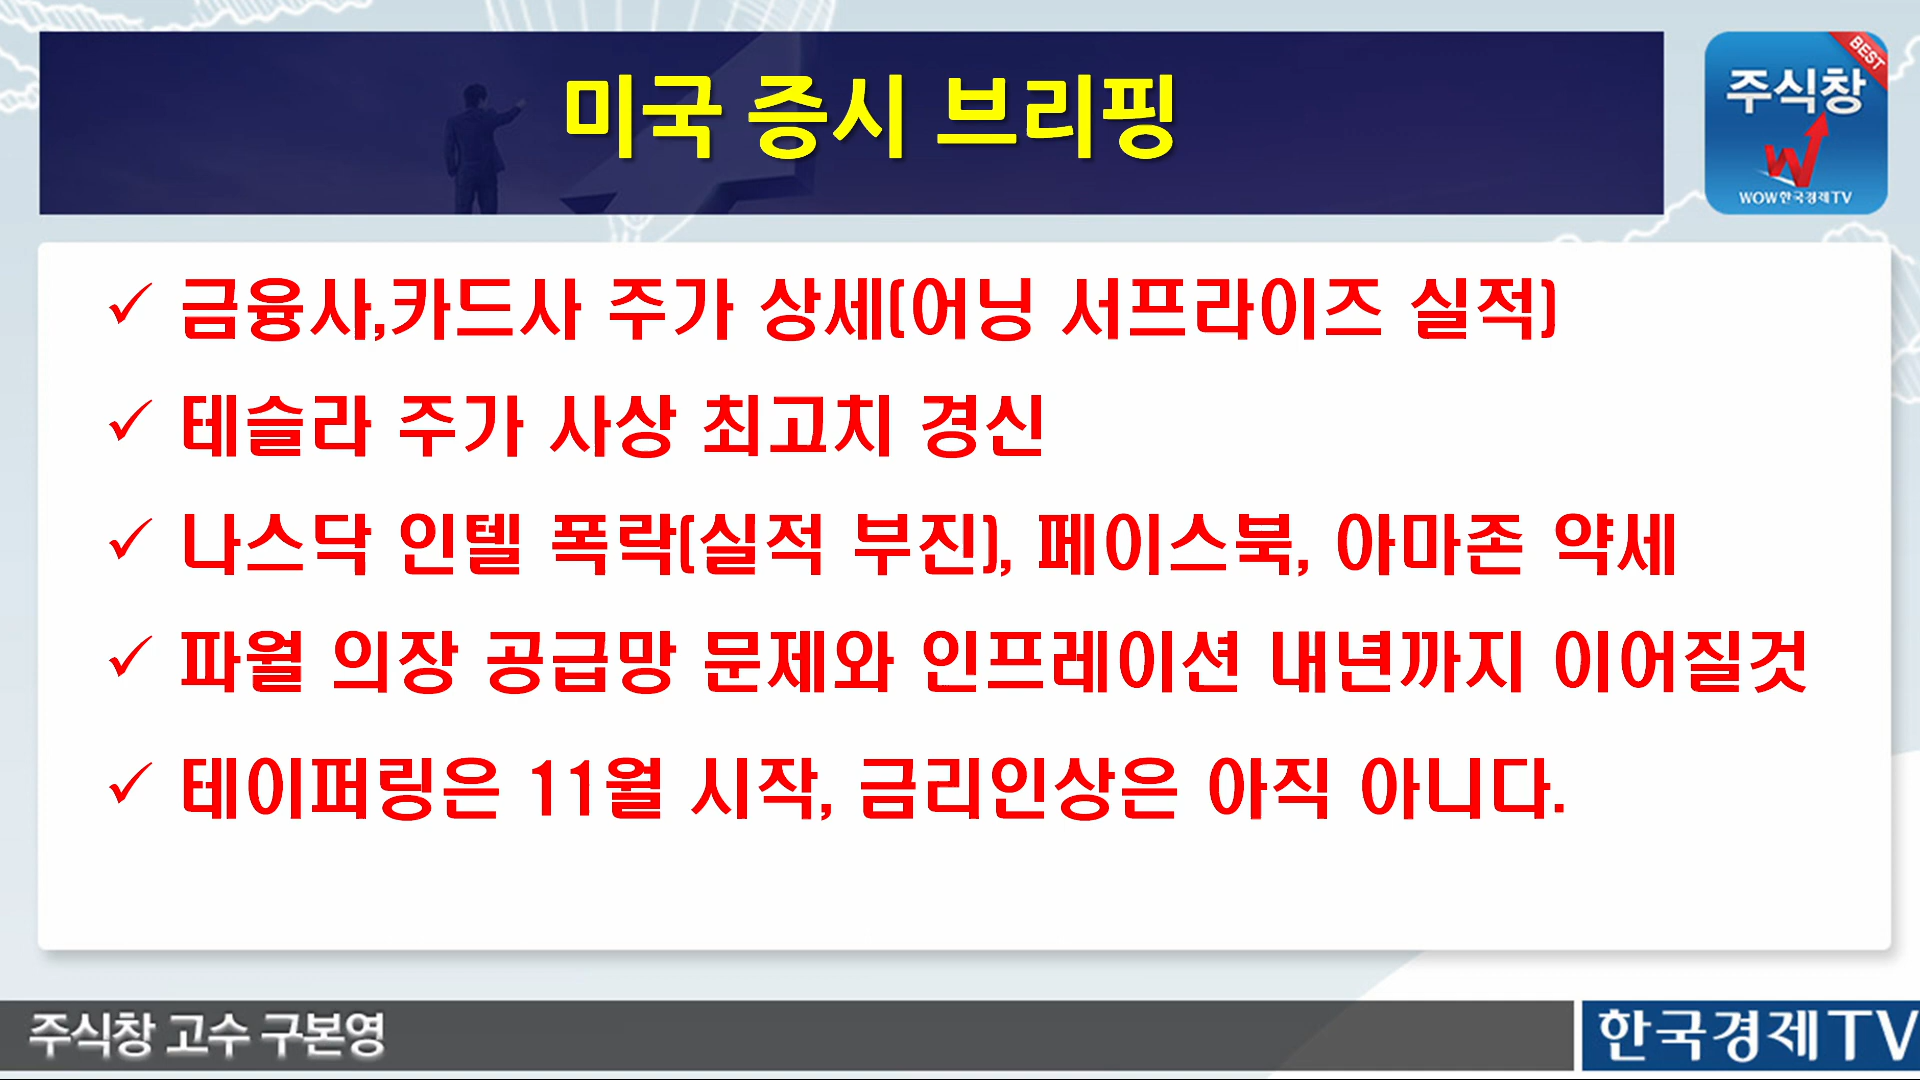 미국 증시 브리핑
BEST
주식창
W
WOW한국경제TV
금융사,카드사 주가 상세(어닝 서프라이즈 실적)
테슬라 주가 사상 최고치 경신
나스닥 인텔 폭락(실적 부진), 페이스북, 아마존 약세
파월 의장 공급망 문제와 인프레이션 내년까지 이어질것
테이퍼링은 11월 시작, 금리인상은 아직 아니다.
주식창 고수 구본영
한국경제TV